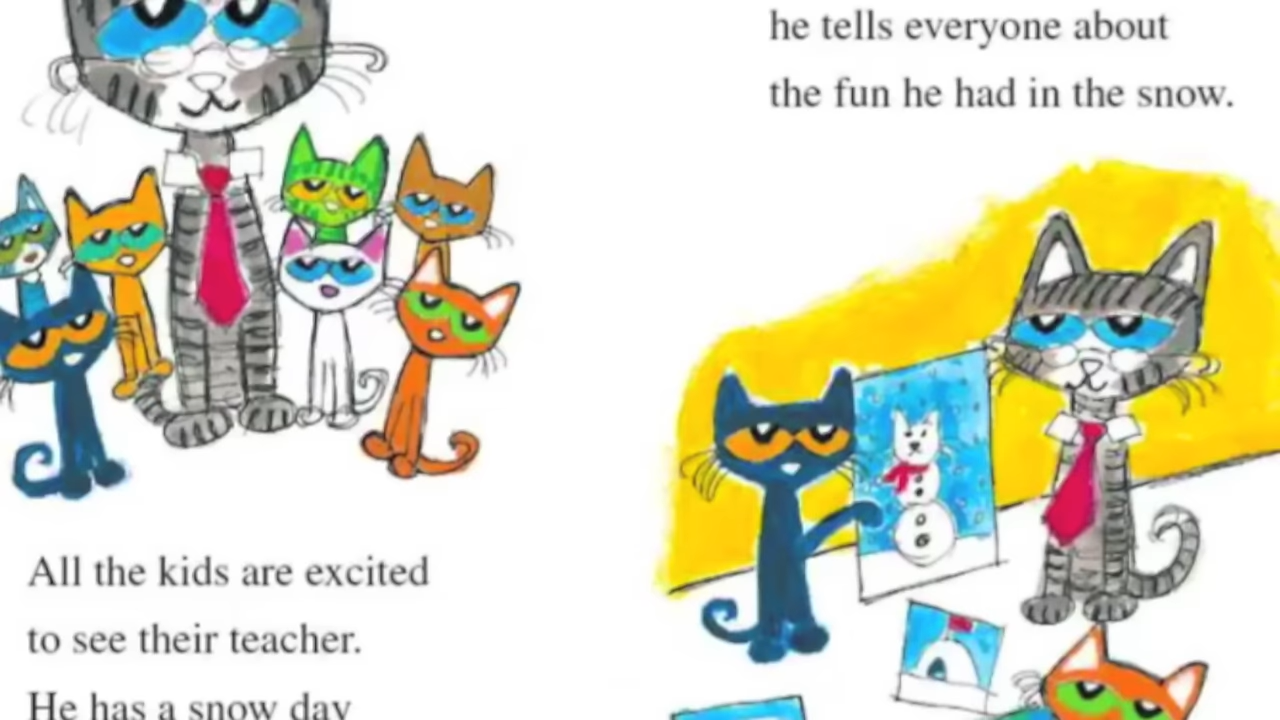 All the kids are excited
to see their teacher.
He has a snow day
he tells everyone about
the fun he had in the snow.